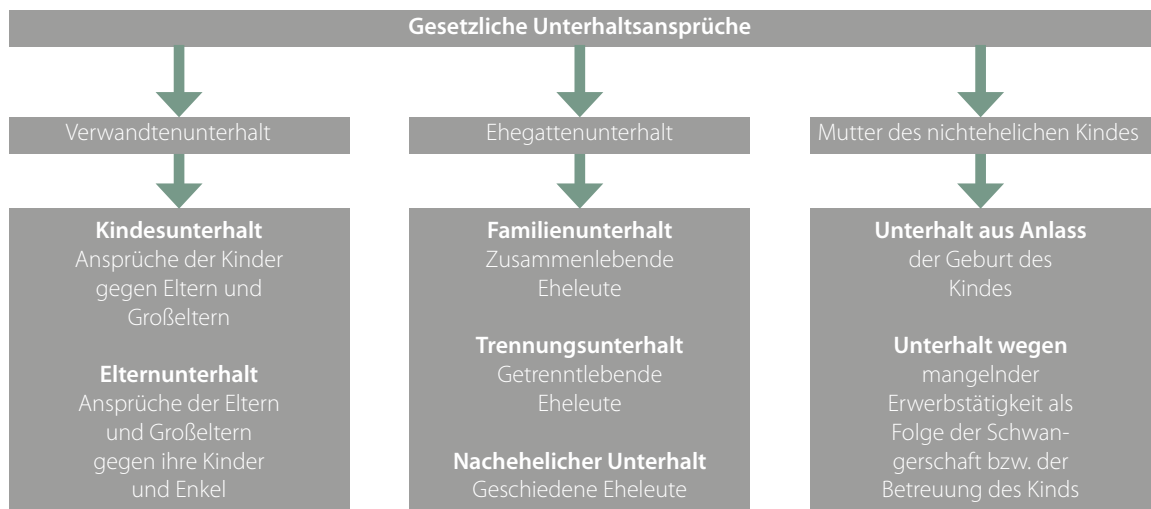 Gesetzliche Unterhaltsansprüche
Verwandtenunterhalt
Ehegattenunterhalt
Mutter des nichtehelichen Kindes
Kindesunterhalt
Ansprüche der Kinder
gegen Eltern und
Großeltern
Elternunterhalt
Ansprüche der Eltern
und Großeltern
gegen ihre Kinder
und Enkel
Familienunterhalt
Zusammenlebende
Eheleute
Trennungsunterhalt
Getrenntlebende
Eheleute
Nachehelicher Unterhalt
Geschiedene Eheleute
Unterhalt aus Anlass
der Geburt des
Kindes
Unterhalt wegen
mangelnder
Erwerbstätigkeit als
Folge der Schwan-
gerschaft bzw. der
Betreuung des Kinds